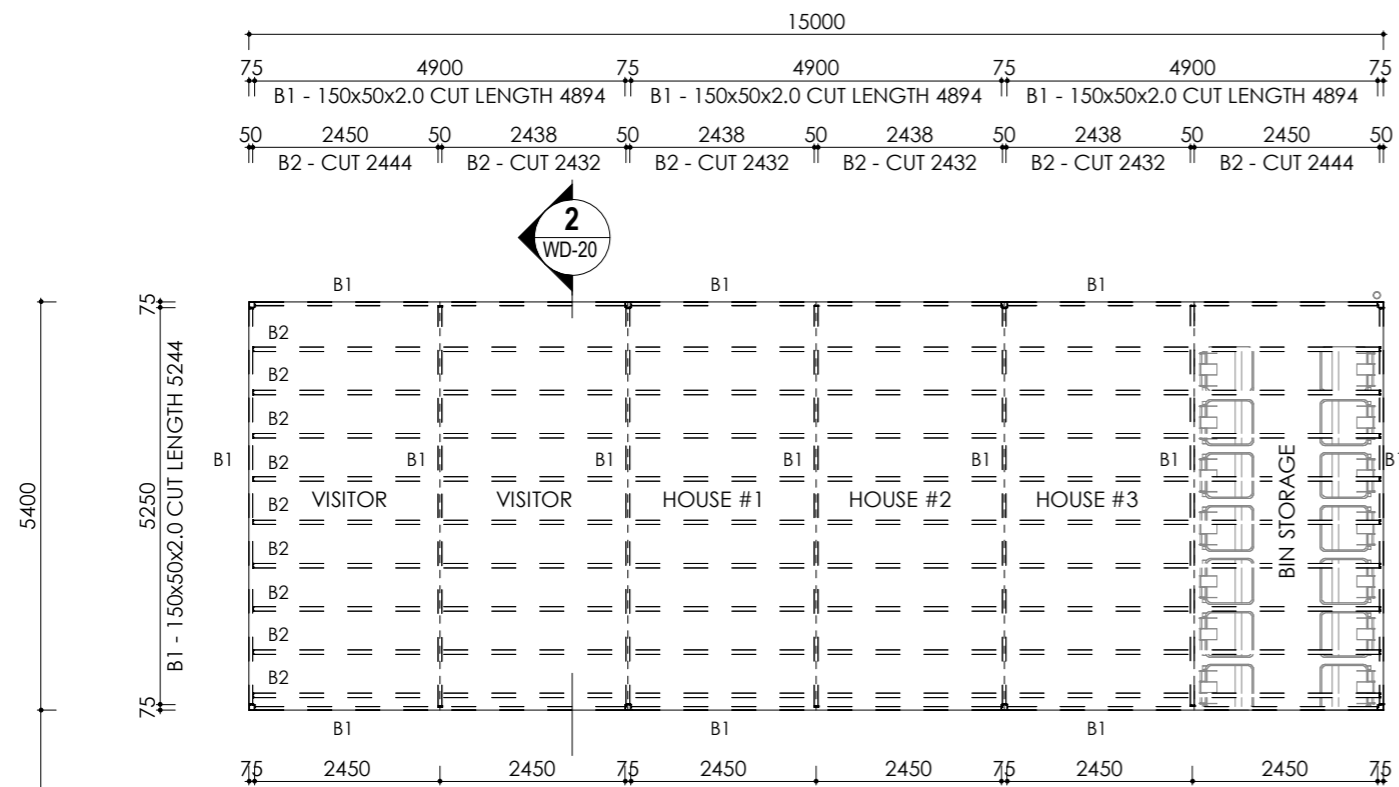 15000
75 4900 75 4900 75 4900 75
B1 - 150x50x2.0 CUT LENGTH 4894 B1 - 150x50x2.0 CUT LENGTH 4894 B1 - 150x50x2.0 CUT LENGTH 4894
50 2450 50 2438 50 2438 50 2438 50 2438 50 2450 50
B2 - CUT 2444 B2 - CUT 2432 B2 - CUT 2432 B2 - CUT 2432 B2 - CUT 2432 B2 - CUT 2444
2
WD-20
B1 B1 B1
75
B2
B2
B2
B1 B2 B1 B1 B1 B1 B1 B1
5400
5250
B1 - 150x50x2.0 CUT LENGTH 5244
B2 VISITOR VISITOR HOUSE #1 HOUSE #2 HOUSE #3
BIN STORAGE
B2
B2
B2
B2
75
B1 B1 B1
75 2450 2450 75 2450 2450 75 2450 2450 75